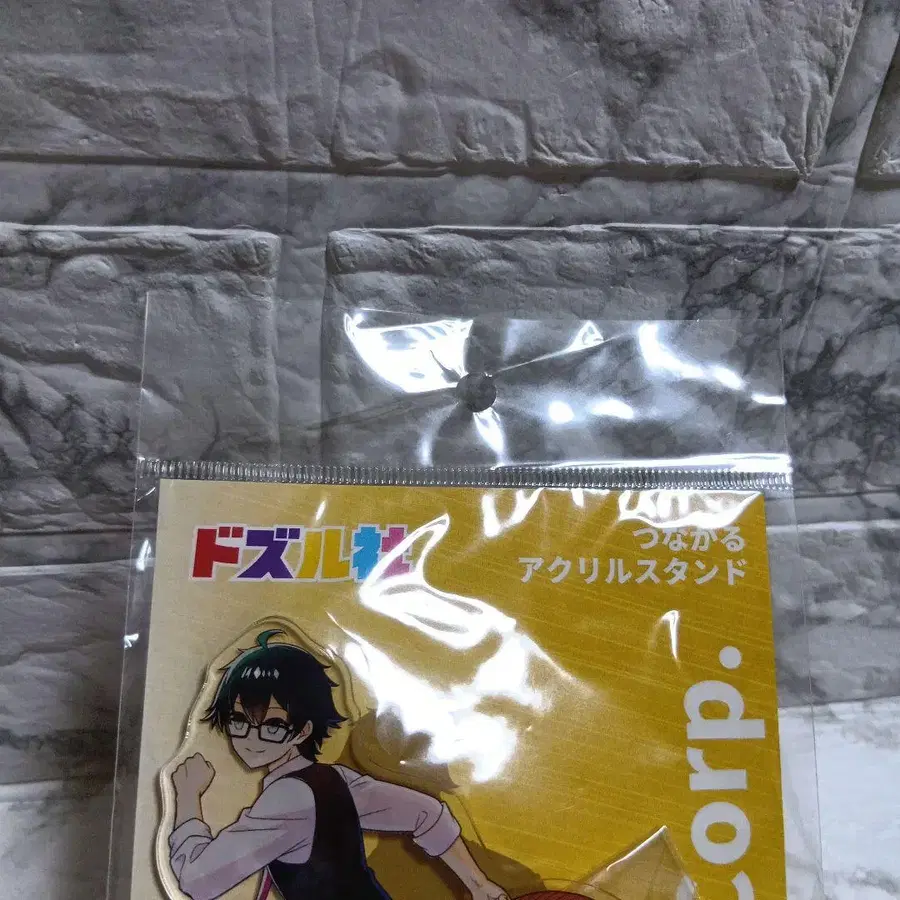 ドズル社
つながる
アクリルスタンド
corp.